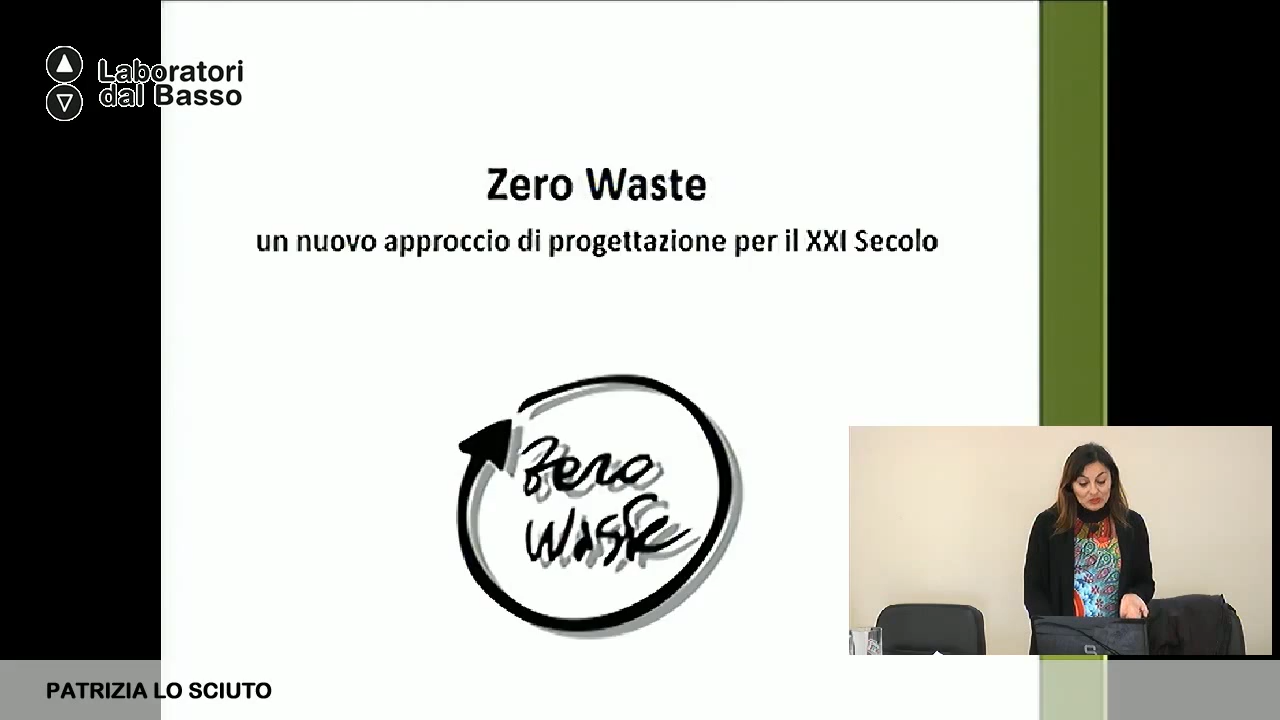 Laboratori
dal Basso
Zero Waste
un nuovo approccio di progettazione per il XXI Secolo
Zero
Waste
PATRIZIA LO SCIUTO